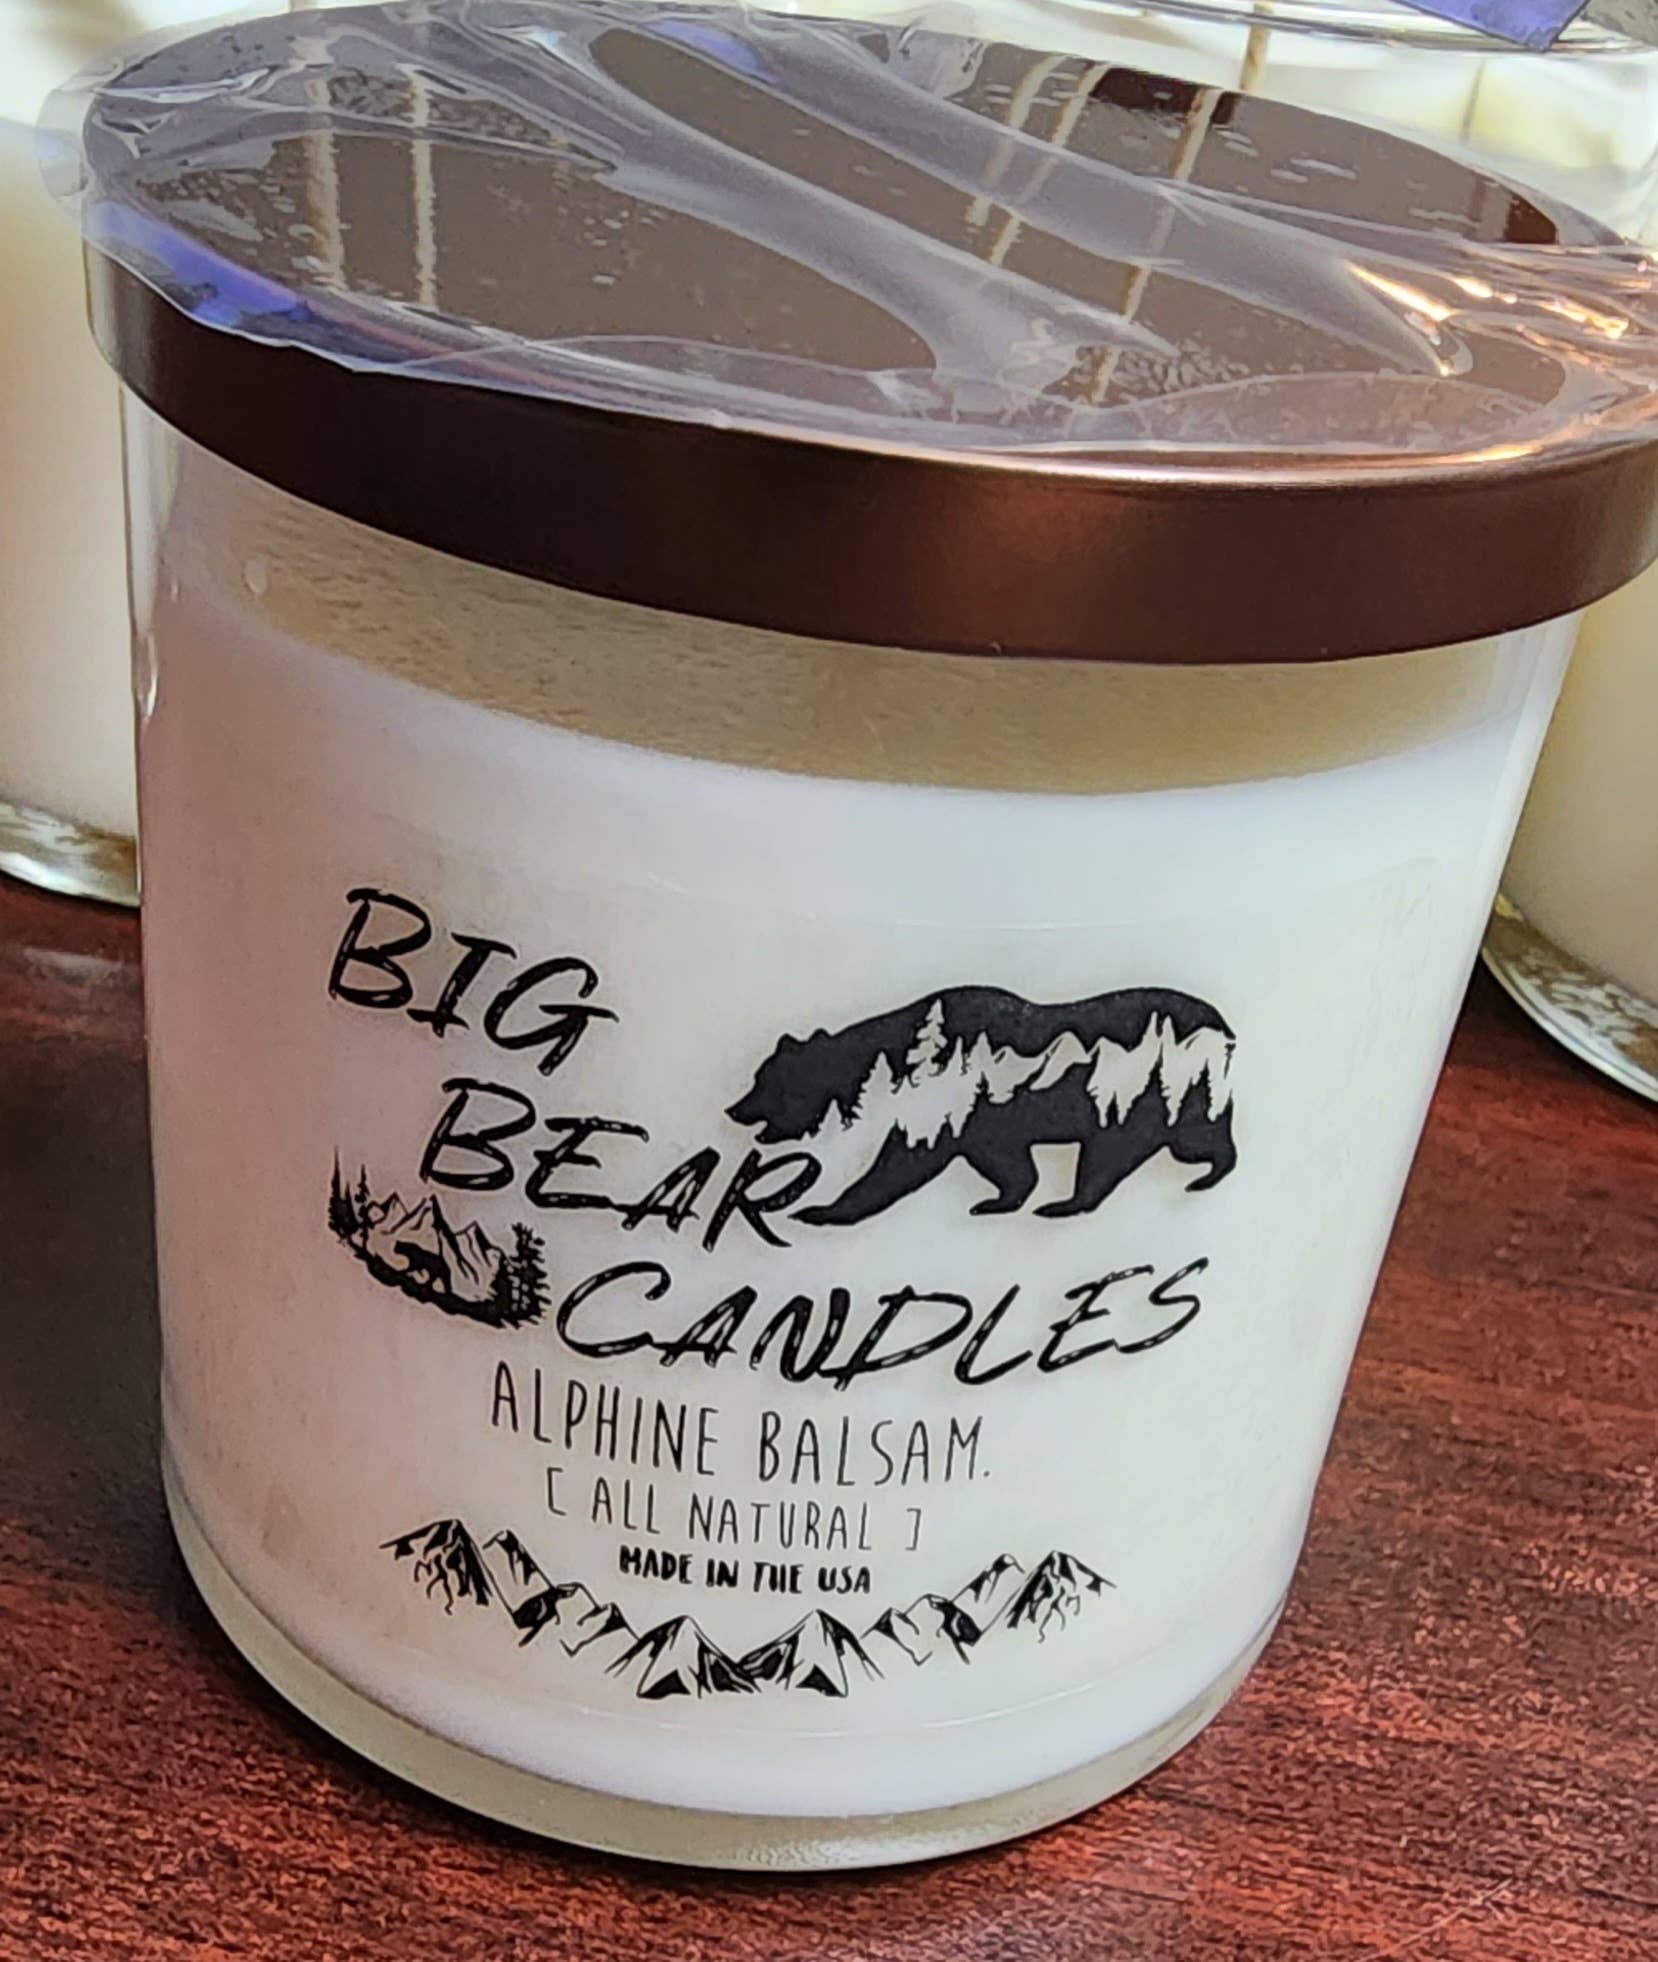 BIG
BEAR
CANDLES
ALPHINE BALSAM.
[ ALL NATURAL ]
MADE IN THE USA